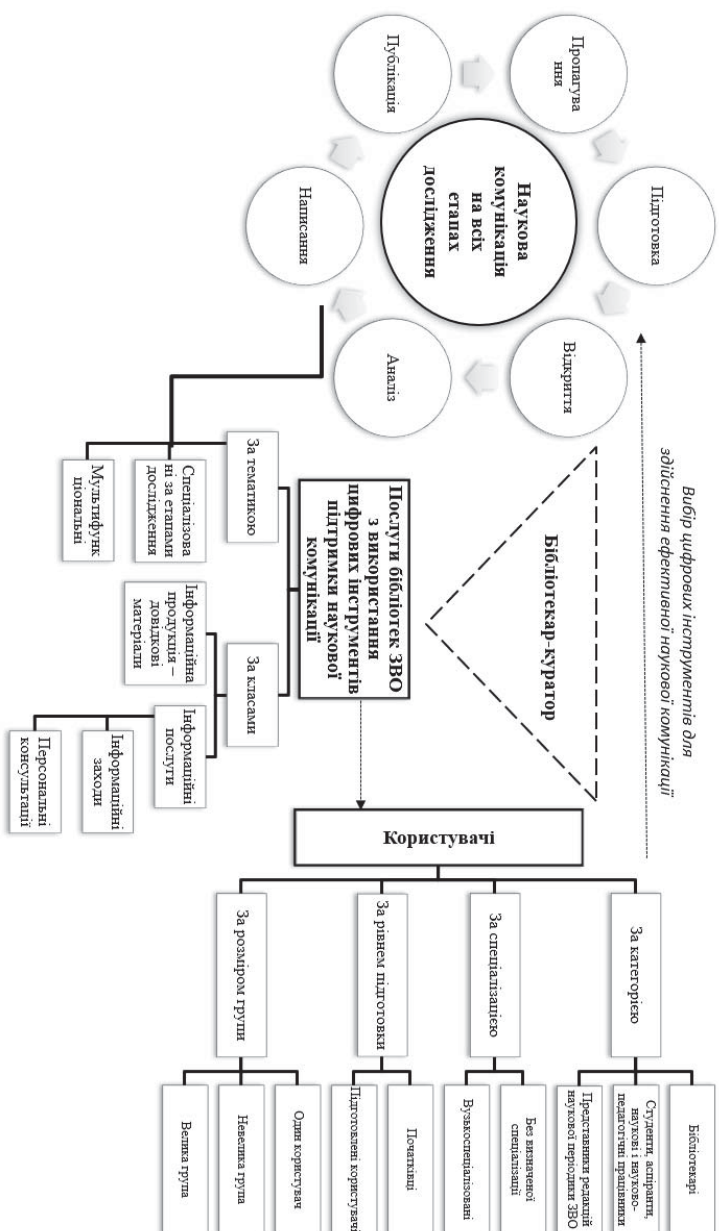 Вибір цифрових інструментів для
здійснення ефективної наукової комунікації
Наукова
комунікація
на всіх
етапах
дослідження
Підготовка
Відкриття
Аналіз
Написання
Публікація
Пропагува
ння
Бібліотекар-куратор
Послуги бібліотек ЗВО
з використання
цифрових інструментів
підтримки наукової
комунікації
За тематикою
Спеціалізова
ні за етапами
дослідження
Мультифунк
ціональні
За класами
Інформаційна
продукція –
довідкові
матеріали
Інформаційні
послуги
Інформаційні
заходи
Персональні
консультації
Користувачі
За категорією
Бібліотекарі
Студенти, аспіранти,
наукові і науково-
педагогічні працівники
Представники редакцій
наукової періодики ЗВО
За спеціалізацією
Без визначеної
спеціалізації
Вузькоспеціалізовані
За рівнем підготовки
Початківці
Підготовлені користувачі
За розміром групи
Один користувач
Невелика група
Велика група